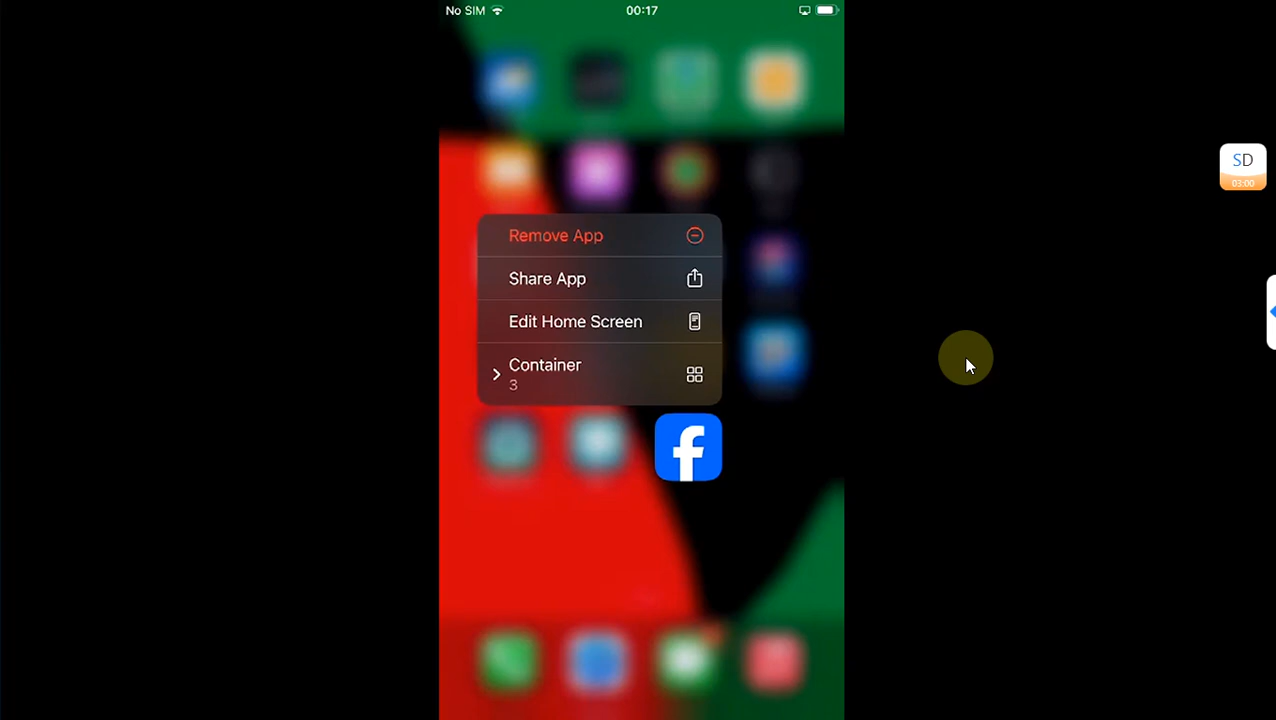 No SIM
00:17
SD
03:00
Remove App
Share App
Edit Home Screen
Container
3
f